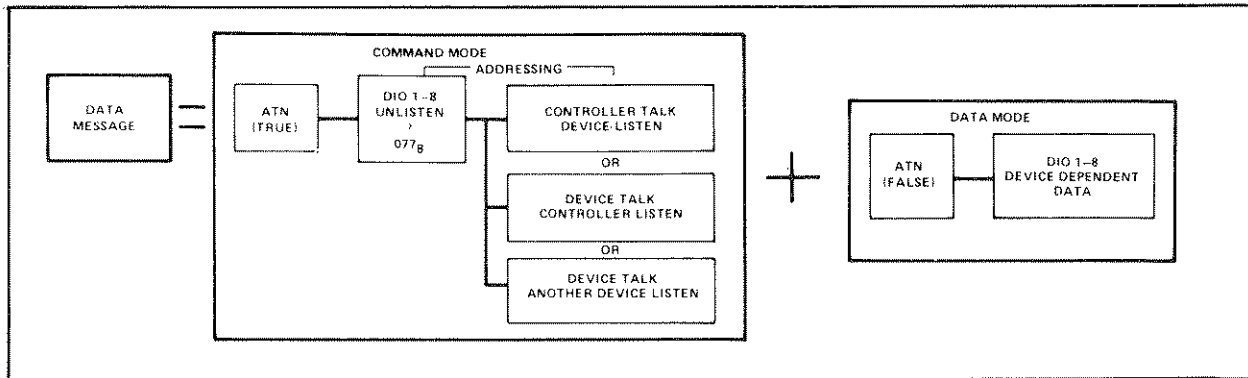 DATA
MESSAGE
=
COMMAND MODE
ADDRESSING
ATN
(TRUE)
DIO 1–8
UNLISTEN
?
077B
CONTROLLER TALK
DEVICE-LISTEN
OR
DEVICE TALK
CONTROLLER LISTEN
OR
DEVICE TALK
ANOTHER DEVICE LISTEN
+
DATA MODE
ATN
(FALSE)
DIO 1–8
DEVICE DEPENDENT
DATA